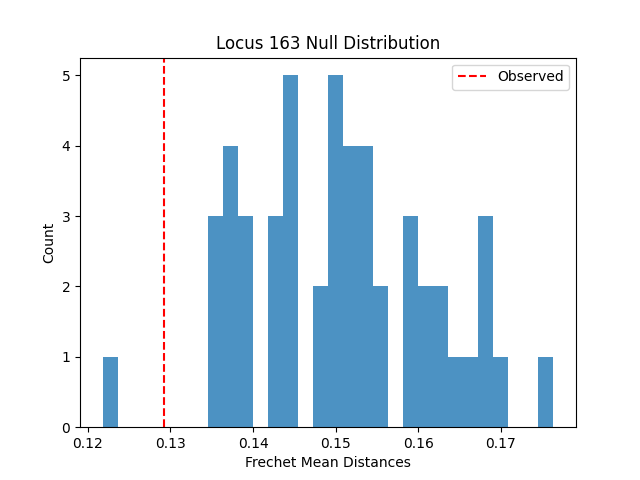 Locus 163 Null Distribution
Observed
5
4
3
2
1
0
Count
0.12 0.13 0.14 0.15 0.16 0.17
Frechet Mean Distances